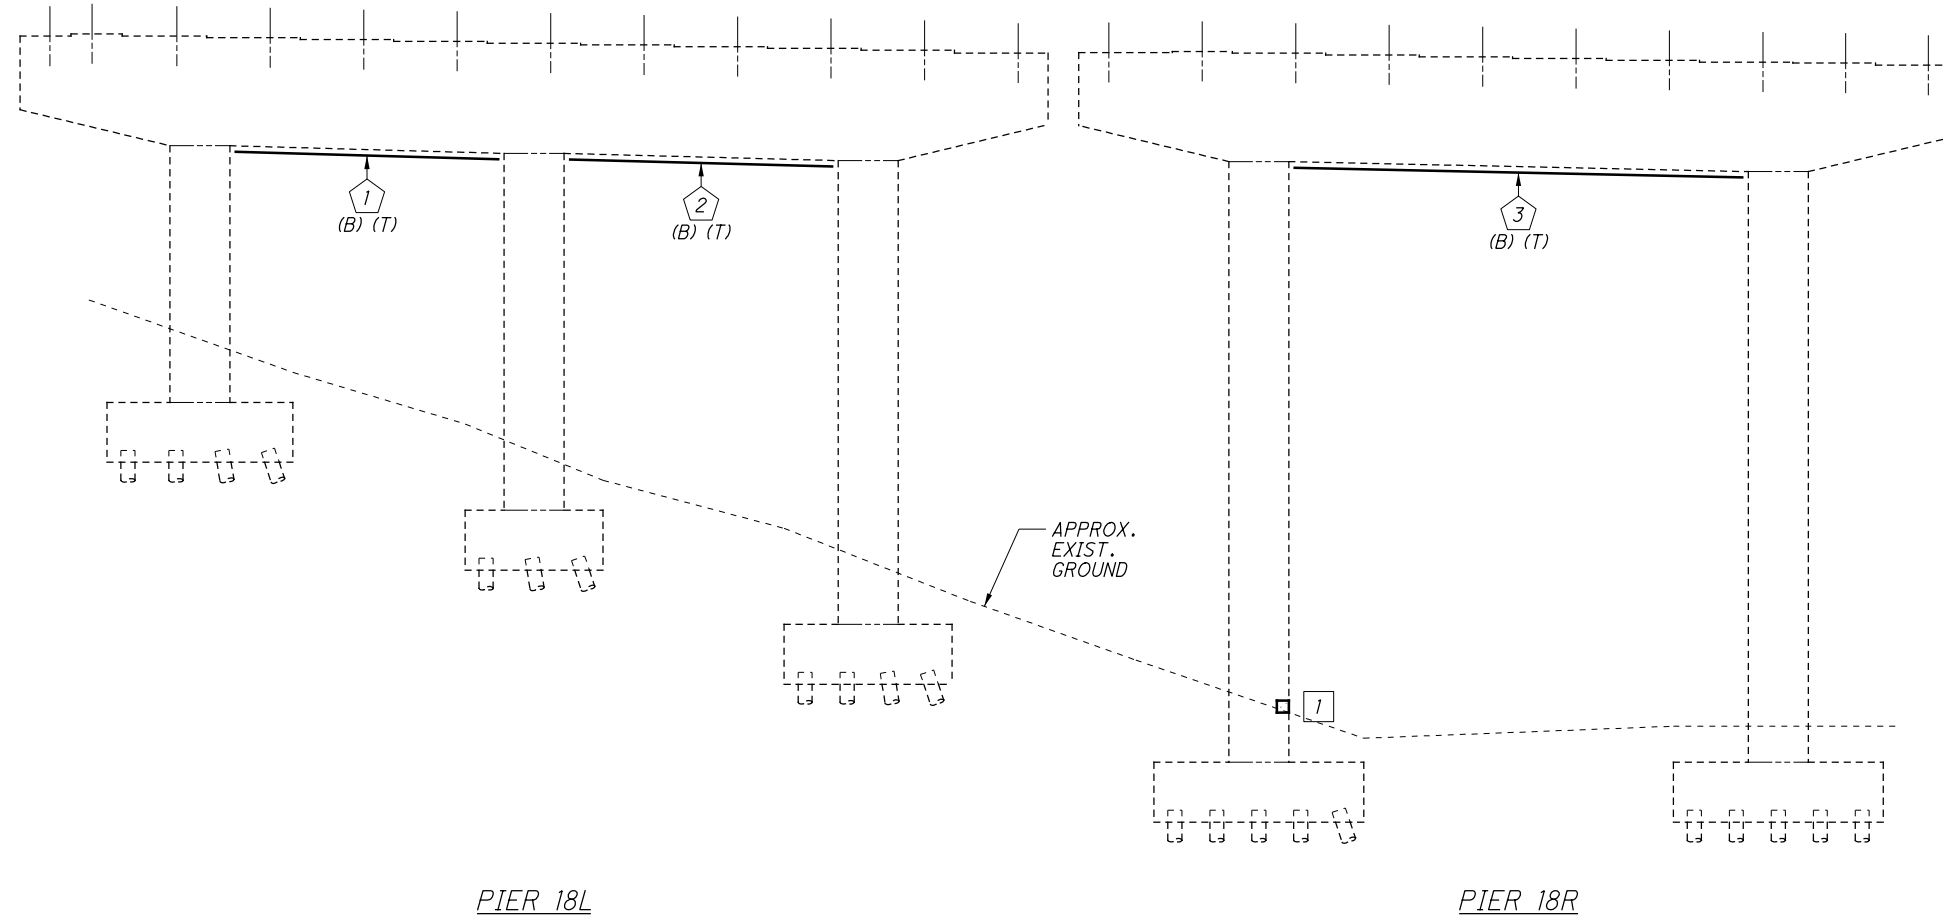 1
(B) (T)
2
(B) (T)
3
(B) (T)
APPROX.
EXIST.
GROUND
1
PIER 18L
PIER 18R